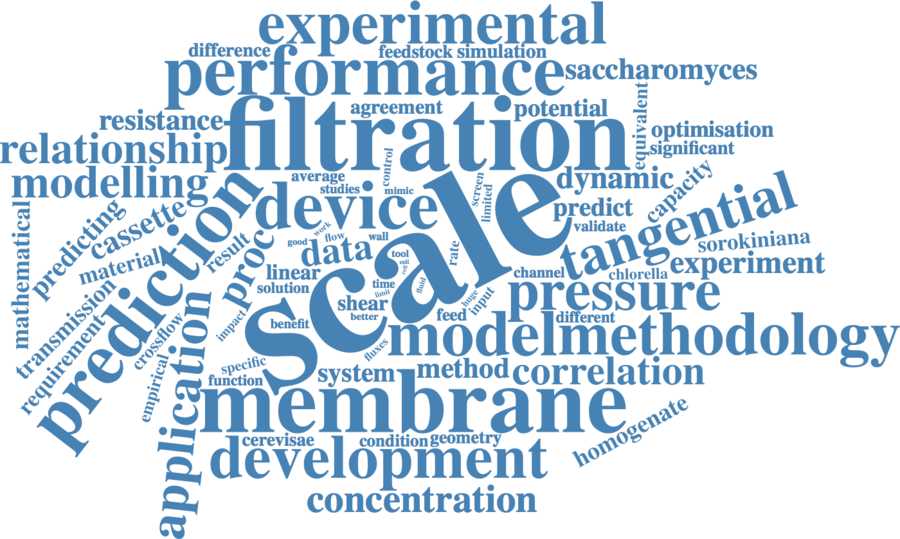 experimental
difference
feedstock simulation
performance
saccharomyces
agreement
potential
equivalent
resistance
filtration
optimisation
significant
relationship
control
average
studies
mimic
screen
limited
dynamic
capacity
modelling
device
predict
validate
tangential
mathematical
predicting
cassette
material
prediction
result
proc
work
flow
good
wall
data
tool
coli
cell
rate
scale
sorokiniana
experiment
channel
chlorella
transmission
requirement
crossflow
empirical
application
impact
linear
solution
time
limit
fluid
shear
better
feed
huge
input
pressure
different
benefit
fluxes
model
methodology
specific
function
system
method
correlation
membrane
homogenate
cerevisae
condition
geometry
development
concentration